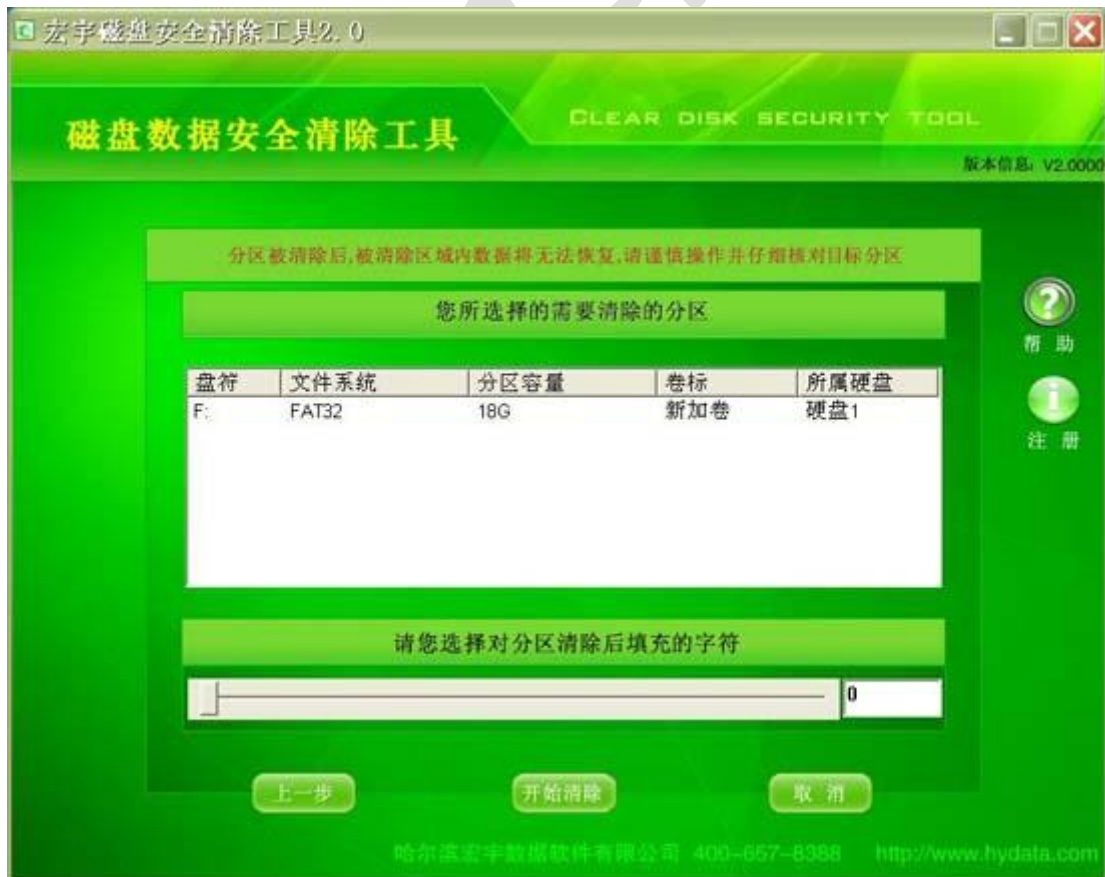 宏宇磁盘安全清除工具2.0
磁盘数据安全清除工具
CLEAR DISK SECURITY TOOL
版本信息: V2.0000
分区被清除后,被清除区域内数据将无法恢复,请谨慎操作并仔细核对目标分区
您所选择的需要清除的分区
帮 助
盘符 文件系统 分区容量 卷标 所属硬盘
F: FAT32 18G 新加卷 硬盘1
注 册
请您选择对分区清除后填充的字符
0
上一步 开始清除 取 消
哈尔滨宏宇数据软件有限公司 400-657-8388 http://www.hydata.com